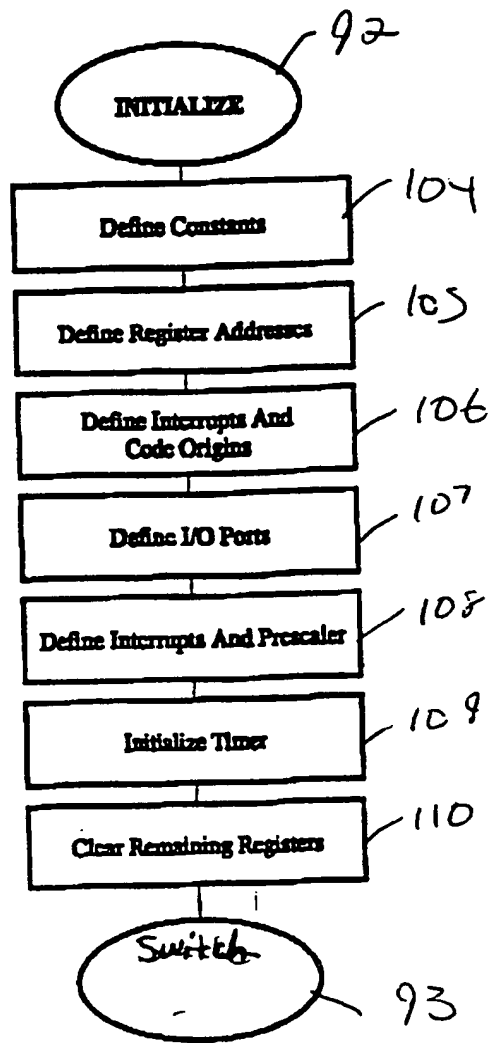 92
INITIALIZE
104
Define Constants
105
Define Register Addresses
106
Define Interrupts And
Code Origins
107
Define I/O Ports
108
Define Interrupts And Prescaler
109
Initialize Timer
110
Clear Remaining Registers
Switch
93